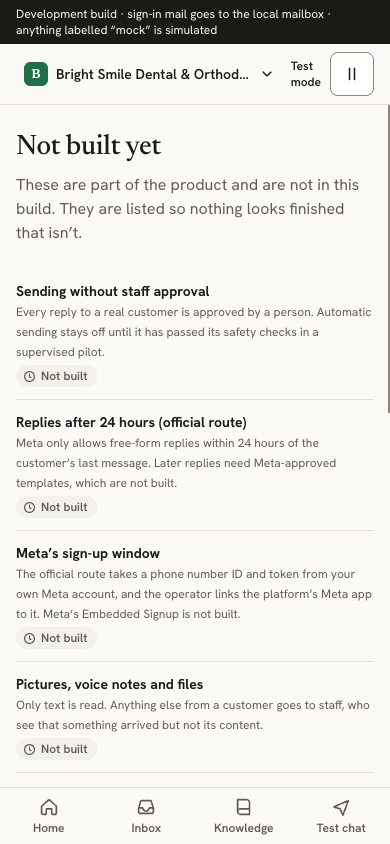 Development build · sign-in mail goes to the local mailbox ·
anything labelled “mock” is simulated
B
Bright Smile Dental & Orthod...
Test
mode
Not built yet
These are part of the product and are not in this
build. They are listed so nothing looks finished
that isn’t.
Sending without staff approval
Every reply to a real customer is approved by a person. Automatic
sending stays off until it has passed its safety checks in a
supervised pilot.
Not built
Replies after 24 hours (official route)
Meta only allows free-form replies within 24 hours of the
customer’s last message. Later replies need Meta-approved
templates, which are not built.
Not built
Meta’s sign-up window
The official route takes a phone number ID and token from your
own Meta account, and the operator links the platform’s Meta app
to it. Meta’s Embedded Signup is not built.
Not built
Pictures, voice notes and files
Only text is read. Anything else from a customer goes to staff, who
see that something arrived but not its content.
Not built
Home
Inbox
Knowledge
Test chat